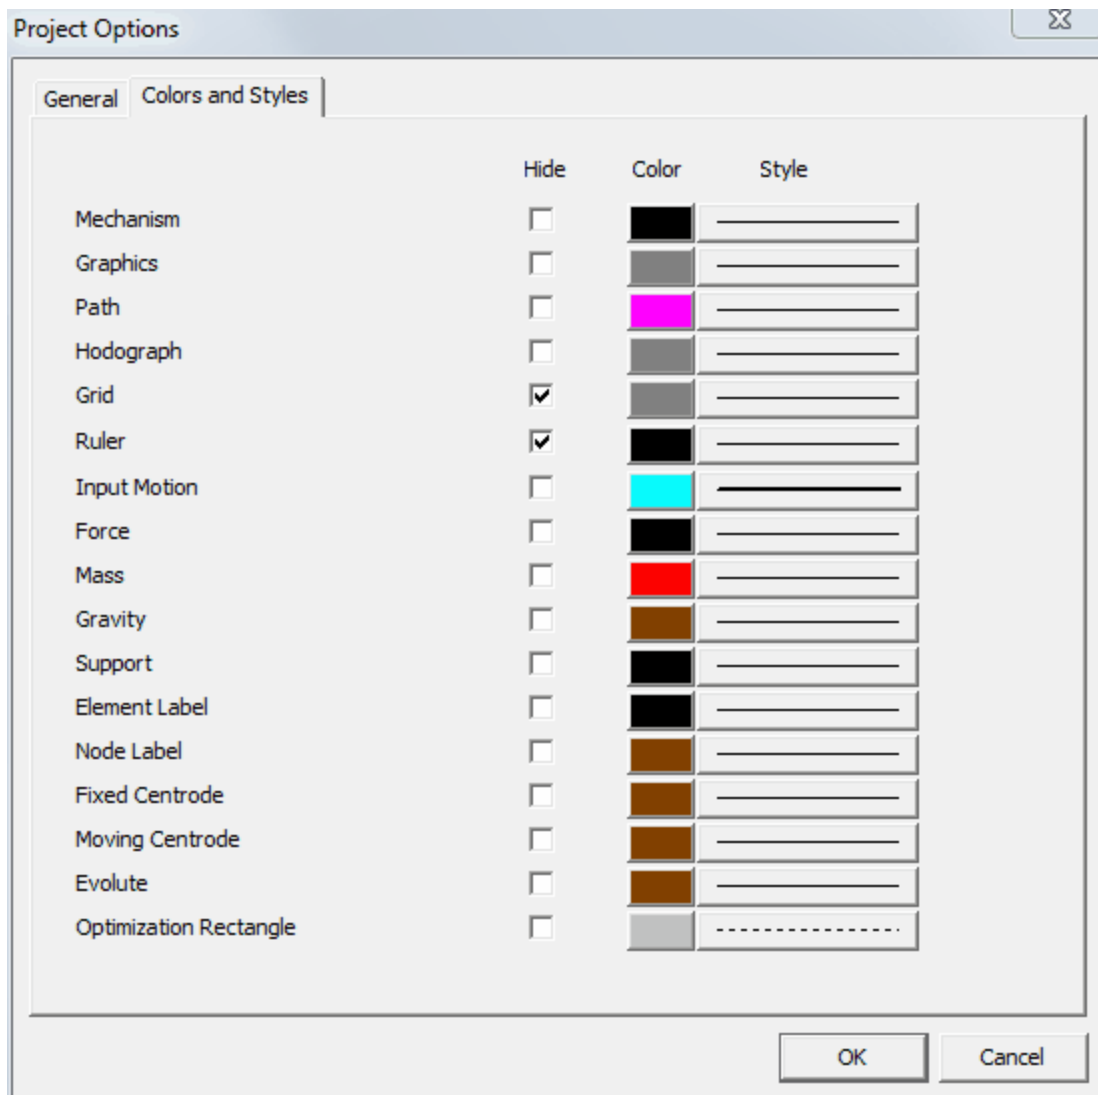 Project Options
General Colors and Styles
Hide Color Style
Mechanism
Graphics
Path
Hodograph
Grid
Ruler
Input Motion
Force
Mass
Gravity
Support
Element Label
Node Label
Fixed Centrode
Moving Centrode
Evolute
Optimization Rectangle
OK Cancel